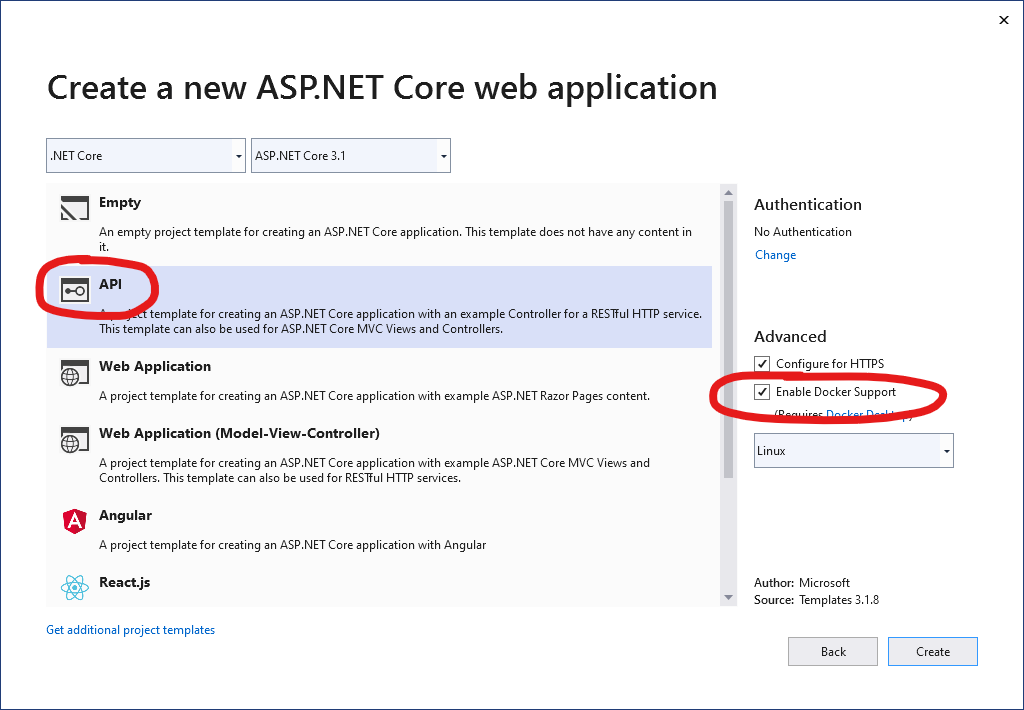 Create a new ASP.NET Core web application
.NET Core
ASP.NET Core 3.1
Empty
An empty project template for creating an ASP.NET Core application. This template does not have any content in
it.
API
A project template for creating an ASP.NET Core application with an example Controller for a RESTful HTTP service.
This template can also be used for ASP.NET Core MVC Views and Controllers.
Web Application
A project template for creating an ASP.NET Core application with example ASP.NET Razor Pages content.
Web Application (Model-View-Controller)
A project template for creating an ASP.NET Core application with example ASP.NET Core MVC Views and
Controllers. This template can also be used for RESTful HTTP services.
Angular
A project template for creating an ASP.NET Core application with Angular
React.js
Get additional project templates
Authentication
No Authentication
Change
Advanced
Configure for HTTPS
Enable Docker Support
(Requires Docker Desktop)
Linux
Author: Microsoft
Source: Templates 3.1.8
Back
Create